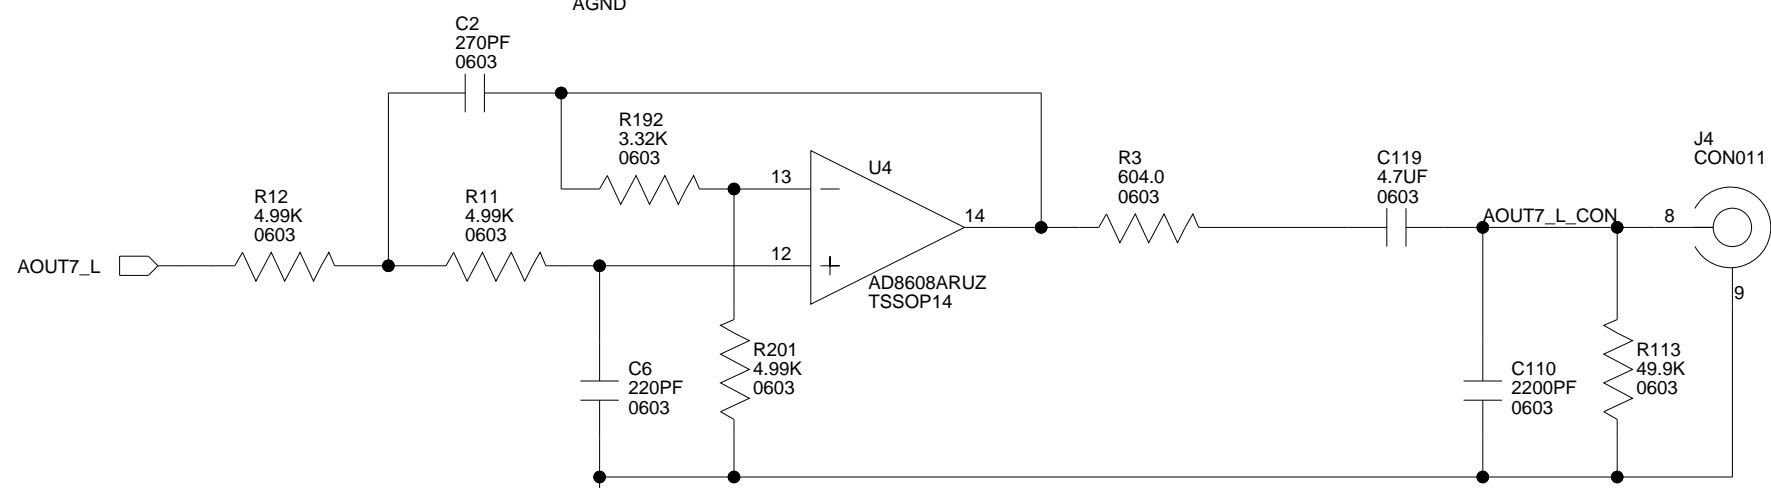 AGND
C2
270PF
0603
R192
3.32K
0603
R12
4.99K
0603
R11
4.99K
0603
AOUT7_L
13
12
14
U4
AD8608ARUZ
TSSOP14
R3
604.0
0603
C119
4.7UF
0603
AOUT7_L_CON
J4
CON011
8
9
C6
220PF
0603
R201
4.99K
0603
C110
2200PF
0603
R113
49.9K
0603